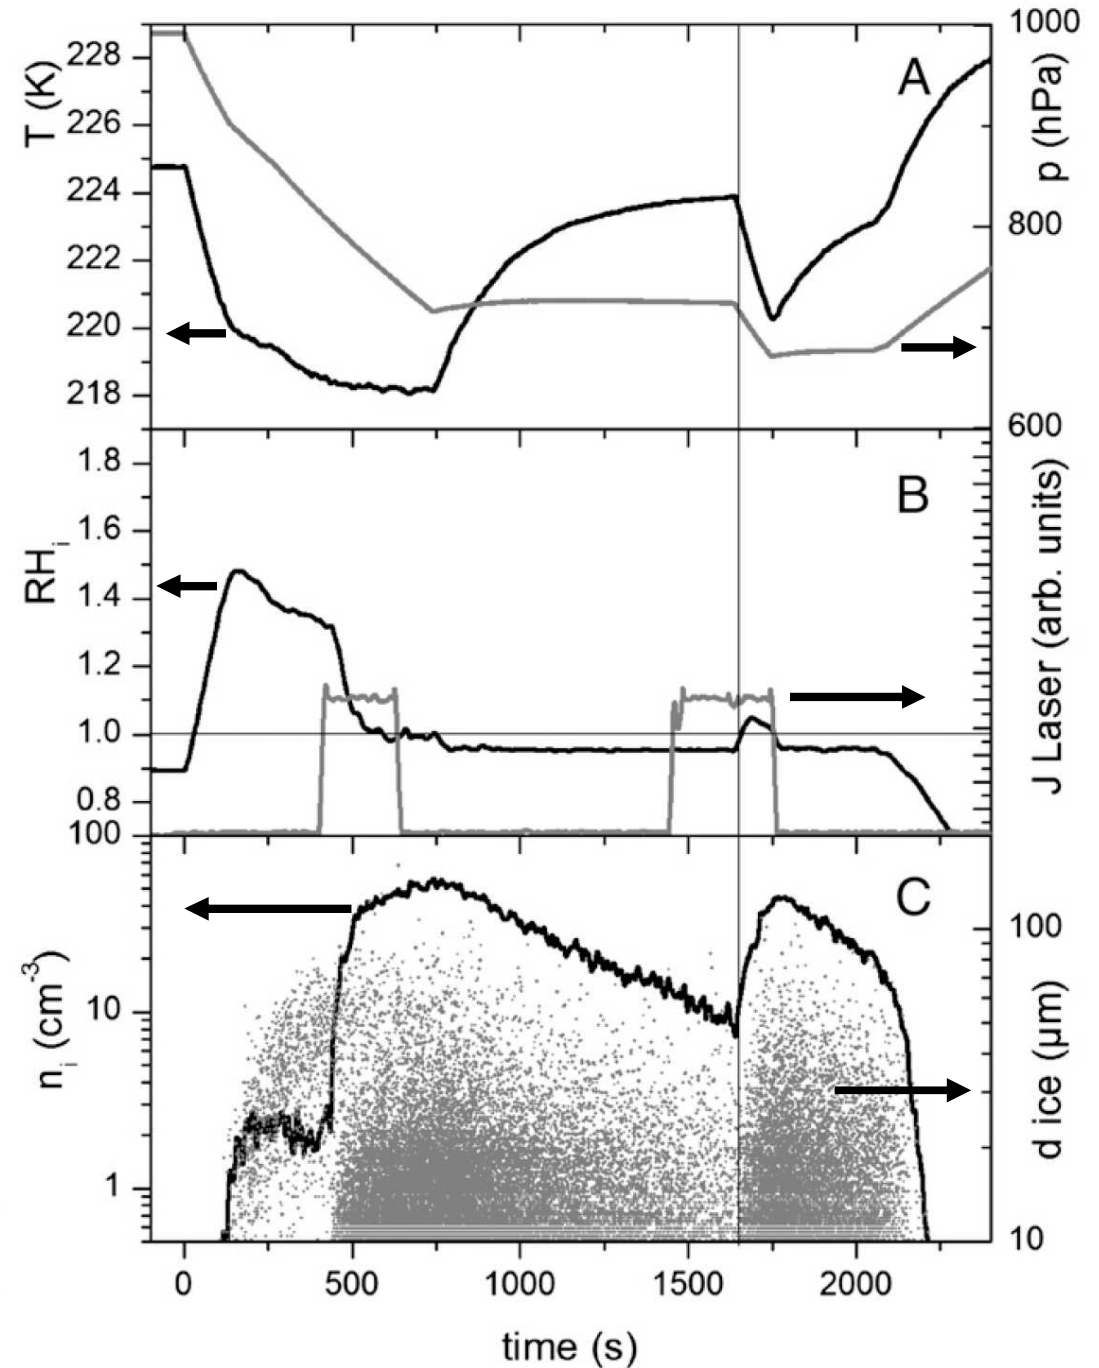 A
T (K)
228
226
224
222
220
218
1000
800
600
p (hPa)
B
RHᵢ
1.8
1.6
1.4
1.2
1.0
0.8
J Laser (arb. units)
C
nᵢ (cm⁻³)
100
10
1
100
10
d ice (µm)
0 500 1000 1500 2000
time (s)